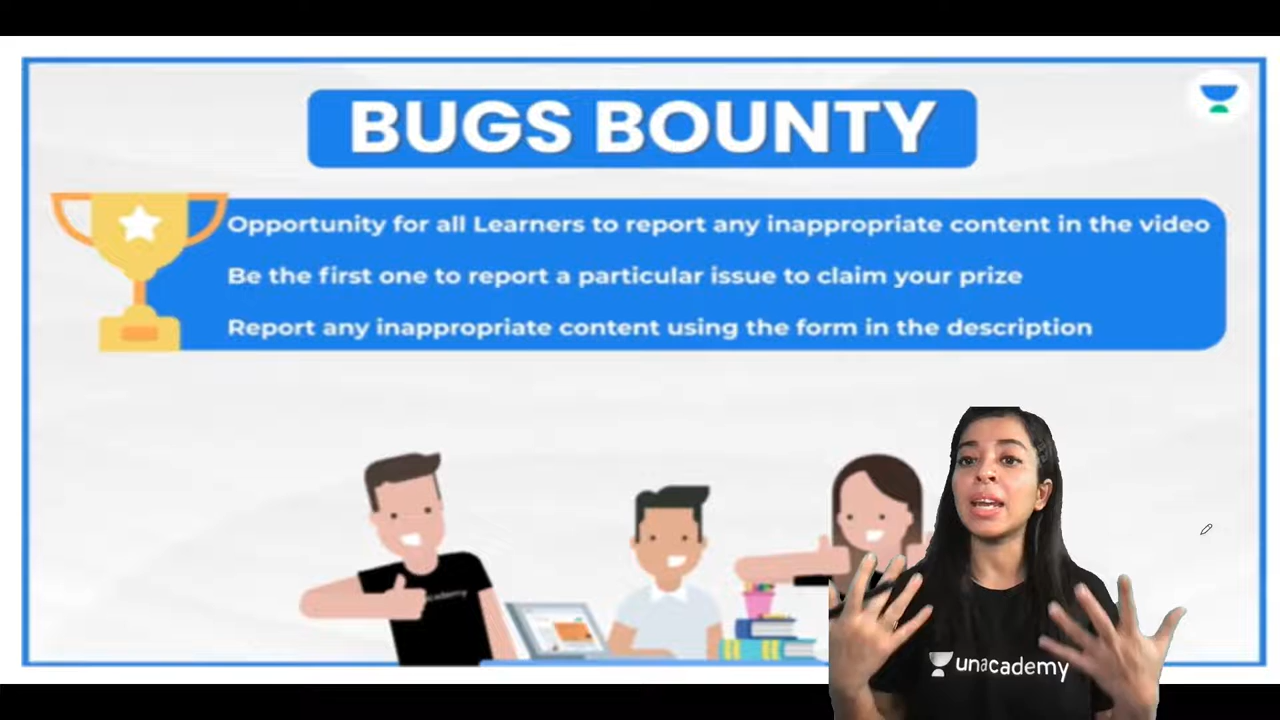 BUGS BOUNTY
Opportunity for all Learners to report any inappropriate content in the video
Be the first one to report a particular issue to claim your prize
Report any inappropriate content using the form in the description
unacademy